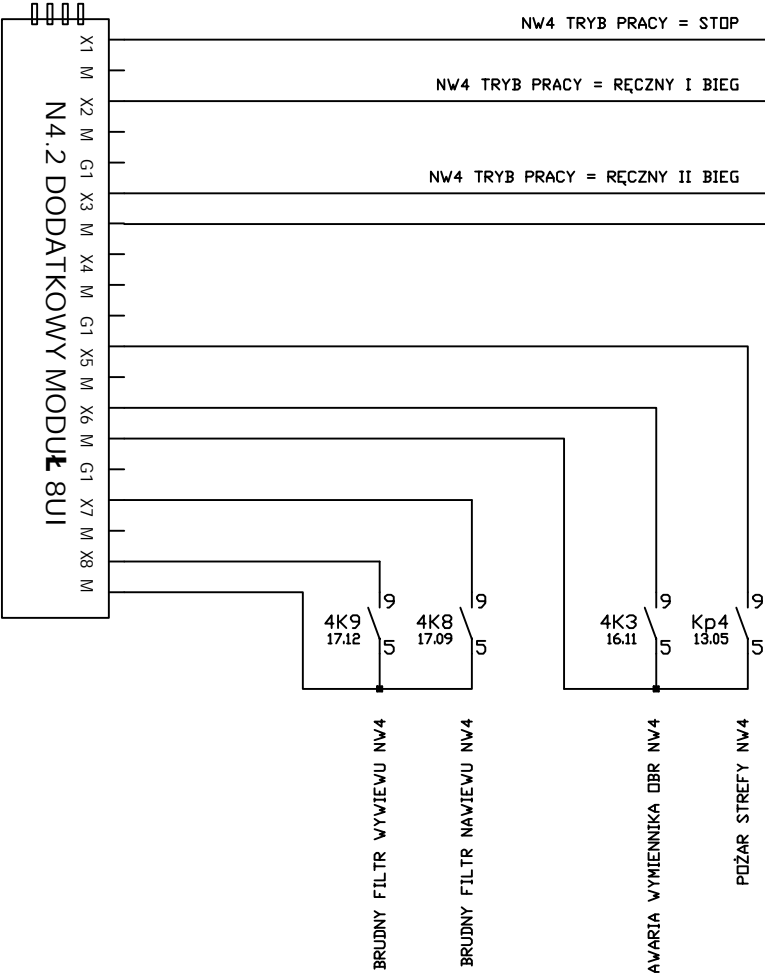 NW4 TRYB PRACY = STOP
NW4 TRYB PRACY = RĘCZNY I BIEG
NW4 TRYB PRACY = RĘCZNY II BIEG
N4.2 DODATKOWY MODUŁ 8UI
X1
M
X2
M
G1
X3
M
X4
M
G1
X5
M
X6
M
G1
X7
M
X8
M
4K9
17.12
9
5
4K8
17.09
9
5
4K3
16.11
9
5
Kp4
13.05
9
5
BRUDNY FILTR WYWIEWU NW4
BRUDNY FILTR NAWIEWU NW4
AWARIA WYMIENNIKA OBR NW4
POŻAR STREFY NW4